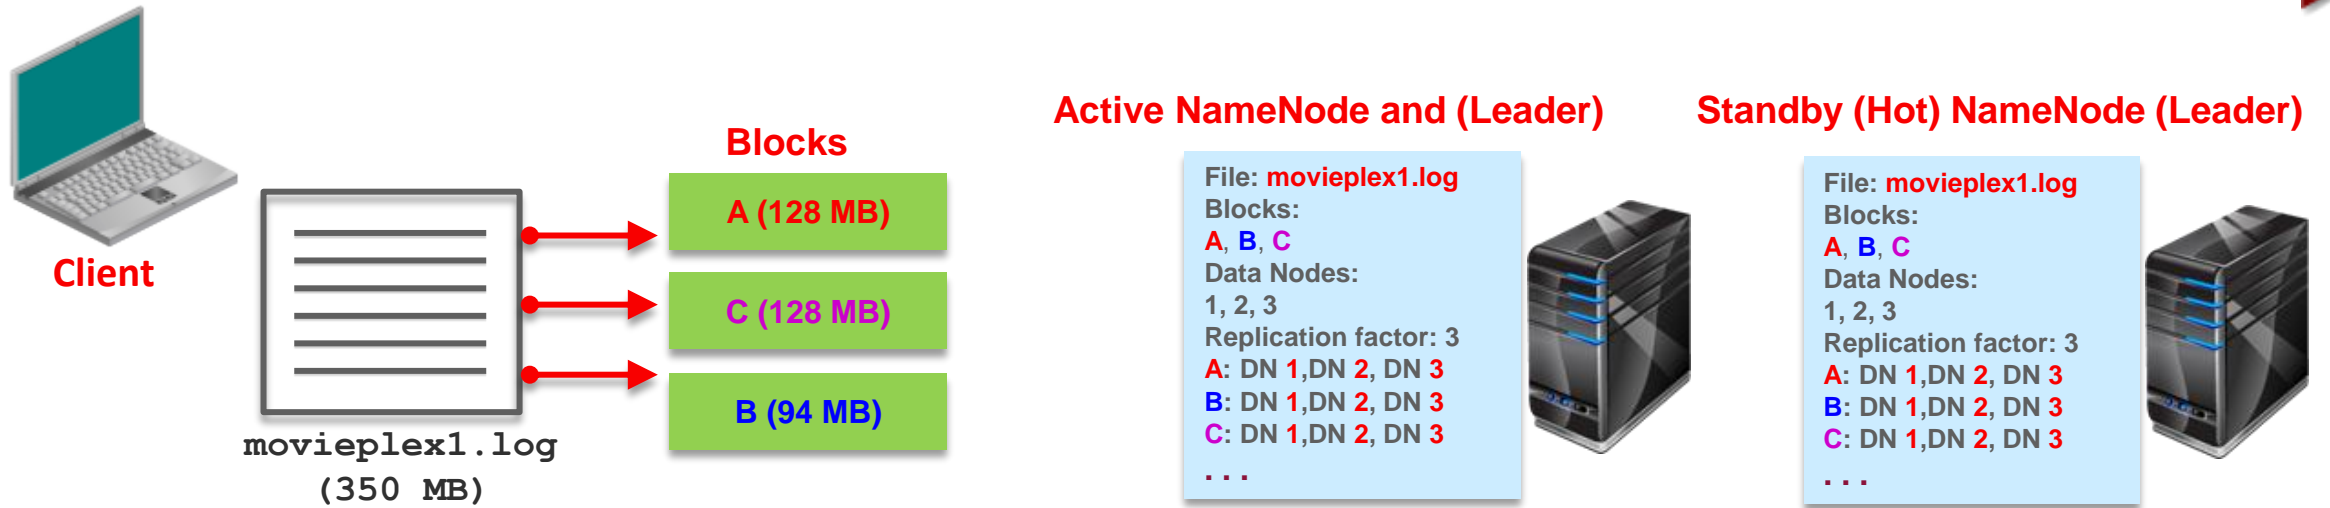 Client
movieplex1.log
(350 MB)
Blocks
A (128 MB)
C (128 MB)
B (94 MB)
Active NameNode and (Leader)
File: movieplex1.log
Blocks:
A, B, C
Data Nodes:
1, 2, 3
Replication factor: 3
A: DN 1,DN 2, DN 3
B: DN 1,DN 2, DN 3
C: DN 1,DN 2, DN 3
. . .
Standby (Hot) NameNode (Leader)
File: movieplex1.log
Blocks:
A, B, C
Data Nodes:
1, 2, 3
Replication factor: 3
A: DN 1,DN 2, DN 3
B: DN 1,DN 2, DN 3
C: DN 1,DN 2, DN 3
. . .